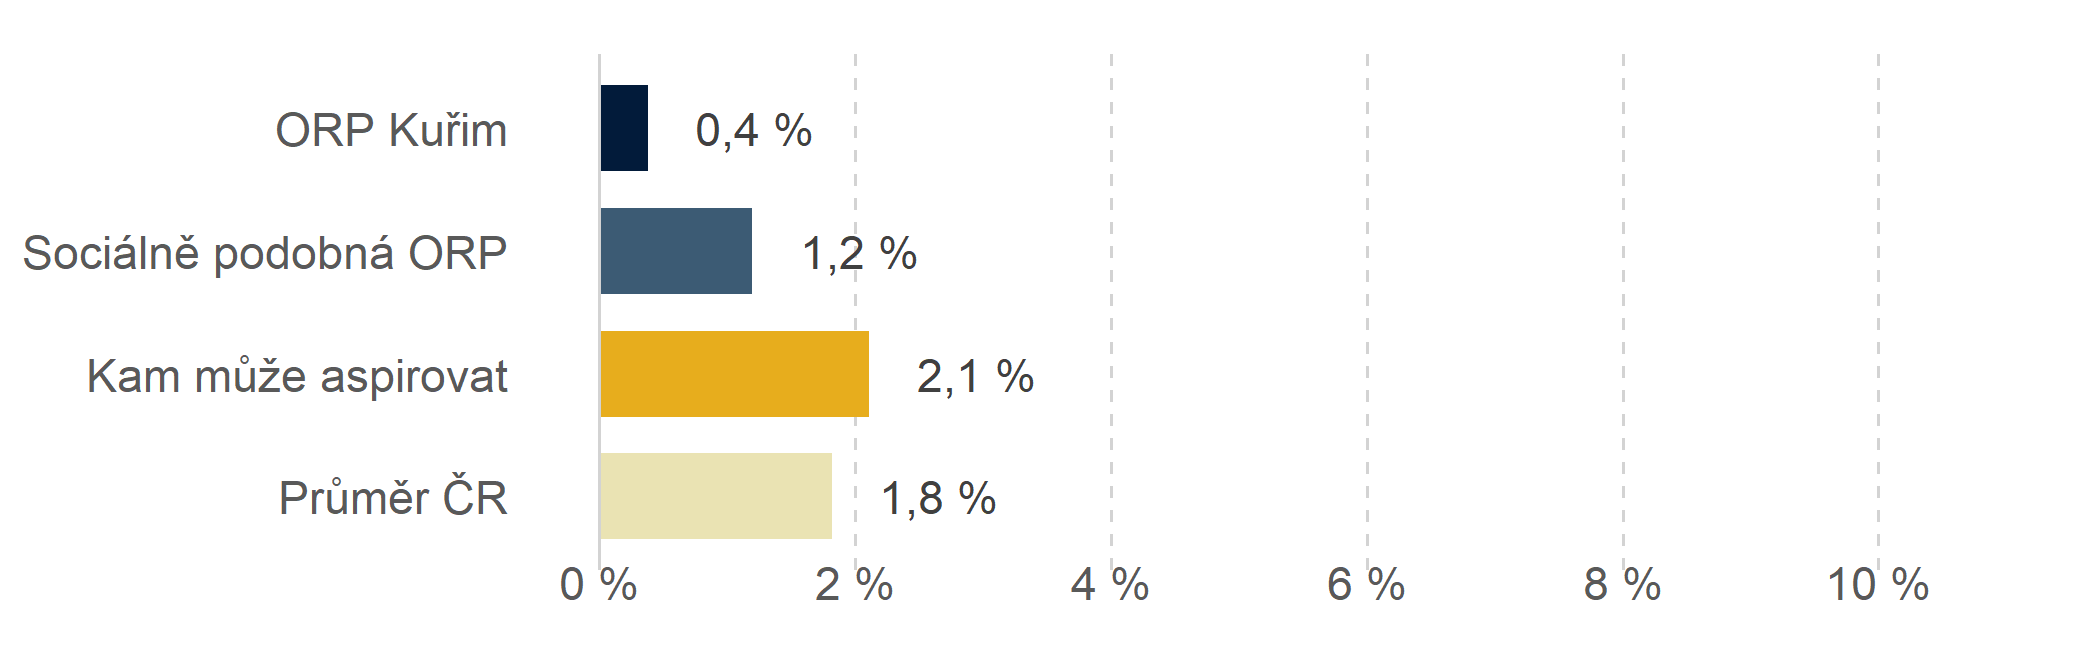 ORP Kuřim 0,4 %
Sociálně podobná ORP 1,2 %
Kam může aspirovat 2,1 %
Průměr ČR 1,8 %
0 % 2 % 4 % 6 % 8 % 10 %